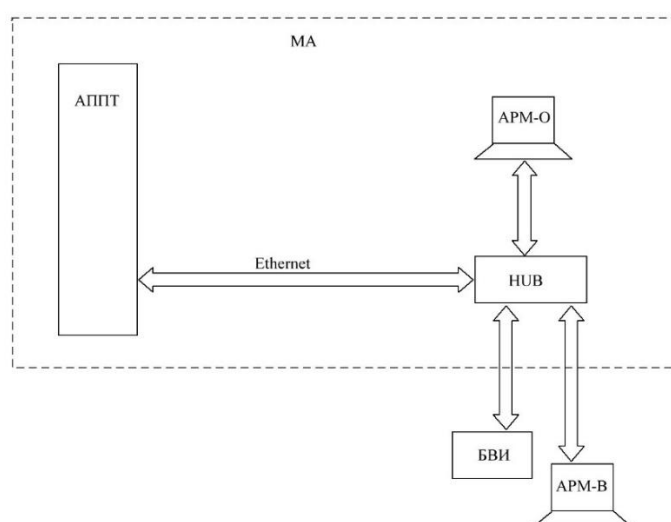 МА
АППТ
АРМ-О
Ethernet
HUB
БВИ
АРМ-В